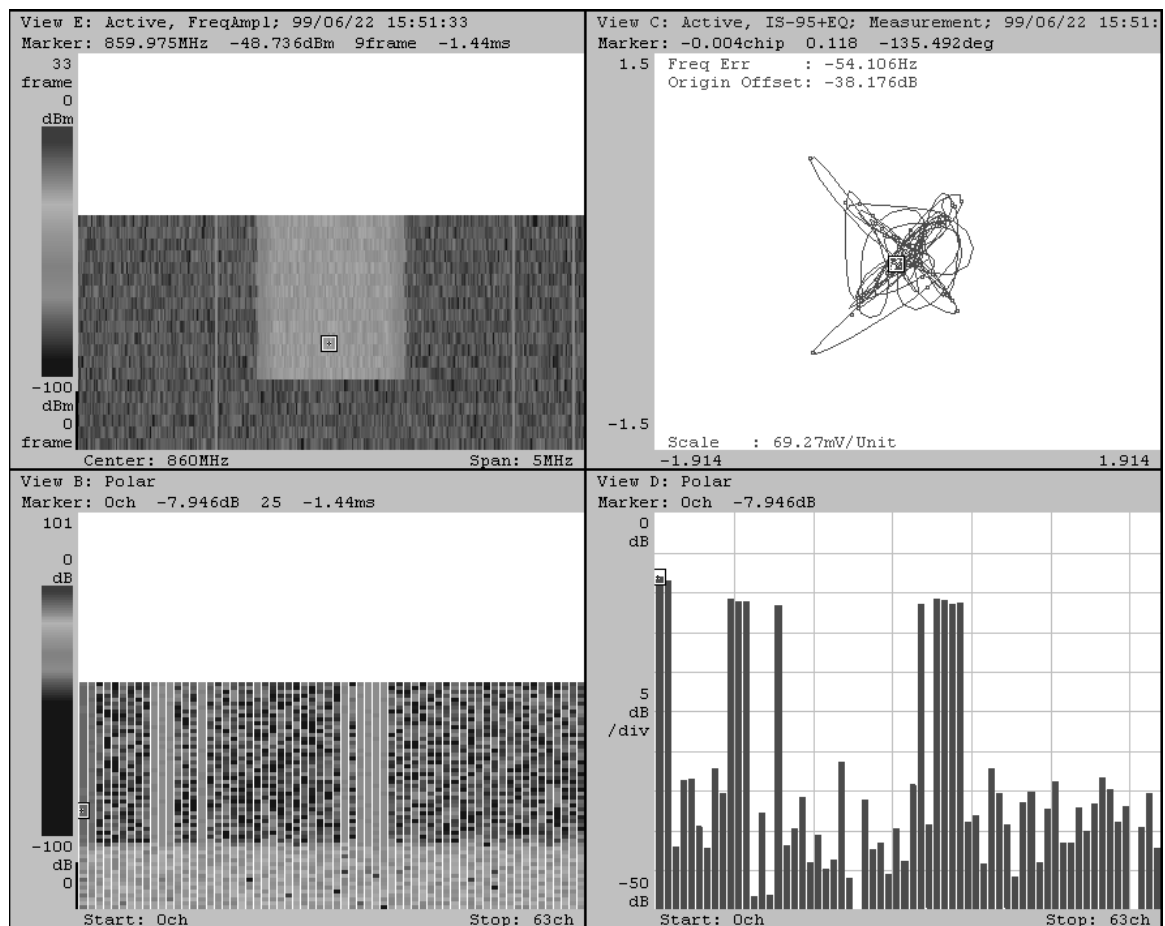 View E: Active, FreqAmpl; 99/06/22 15:51:33
Marker: 859.975MHz -48.736dBm 9frame -1.44ms
33
frame
0
dBm
-100
dBm
0
frame
Center: 860MHz Span: 5MHz
View C: Active, IS-95+EQ; Measurement; 99/06/22 15:51:
Marker: -0.004chip 0.118 -135.492deg
1.5
Freq Err : -54.106Hz
Origin Offset: -38.176dB
-1.5
Scale : 69.27mV/Unit
-1.914 1.914
View B: Polar
Marker: 0ch -7.946dB 25 -1.44ms
101
0
dB
-100
dB
0
Start: 0ch Stop: 63ch
View D: Polar
Marker: 0ch -7.946dB
0
dB
5
dB
/div
-50
dB
Start: 0ch Stop: 63ch